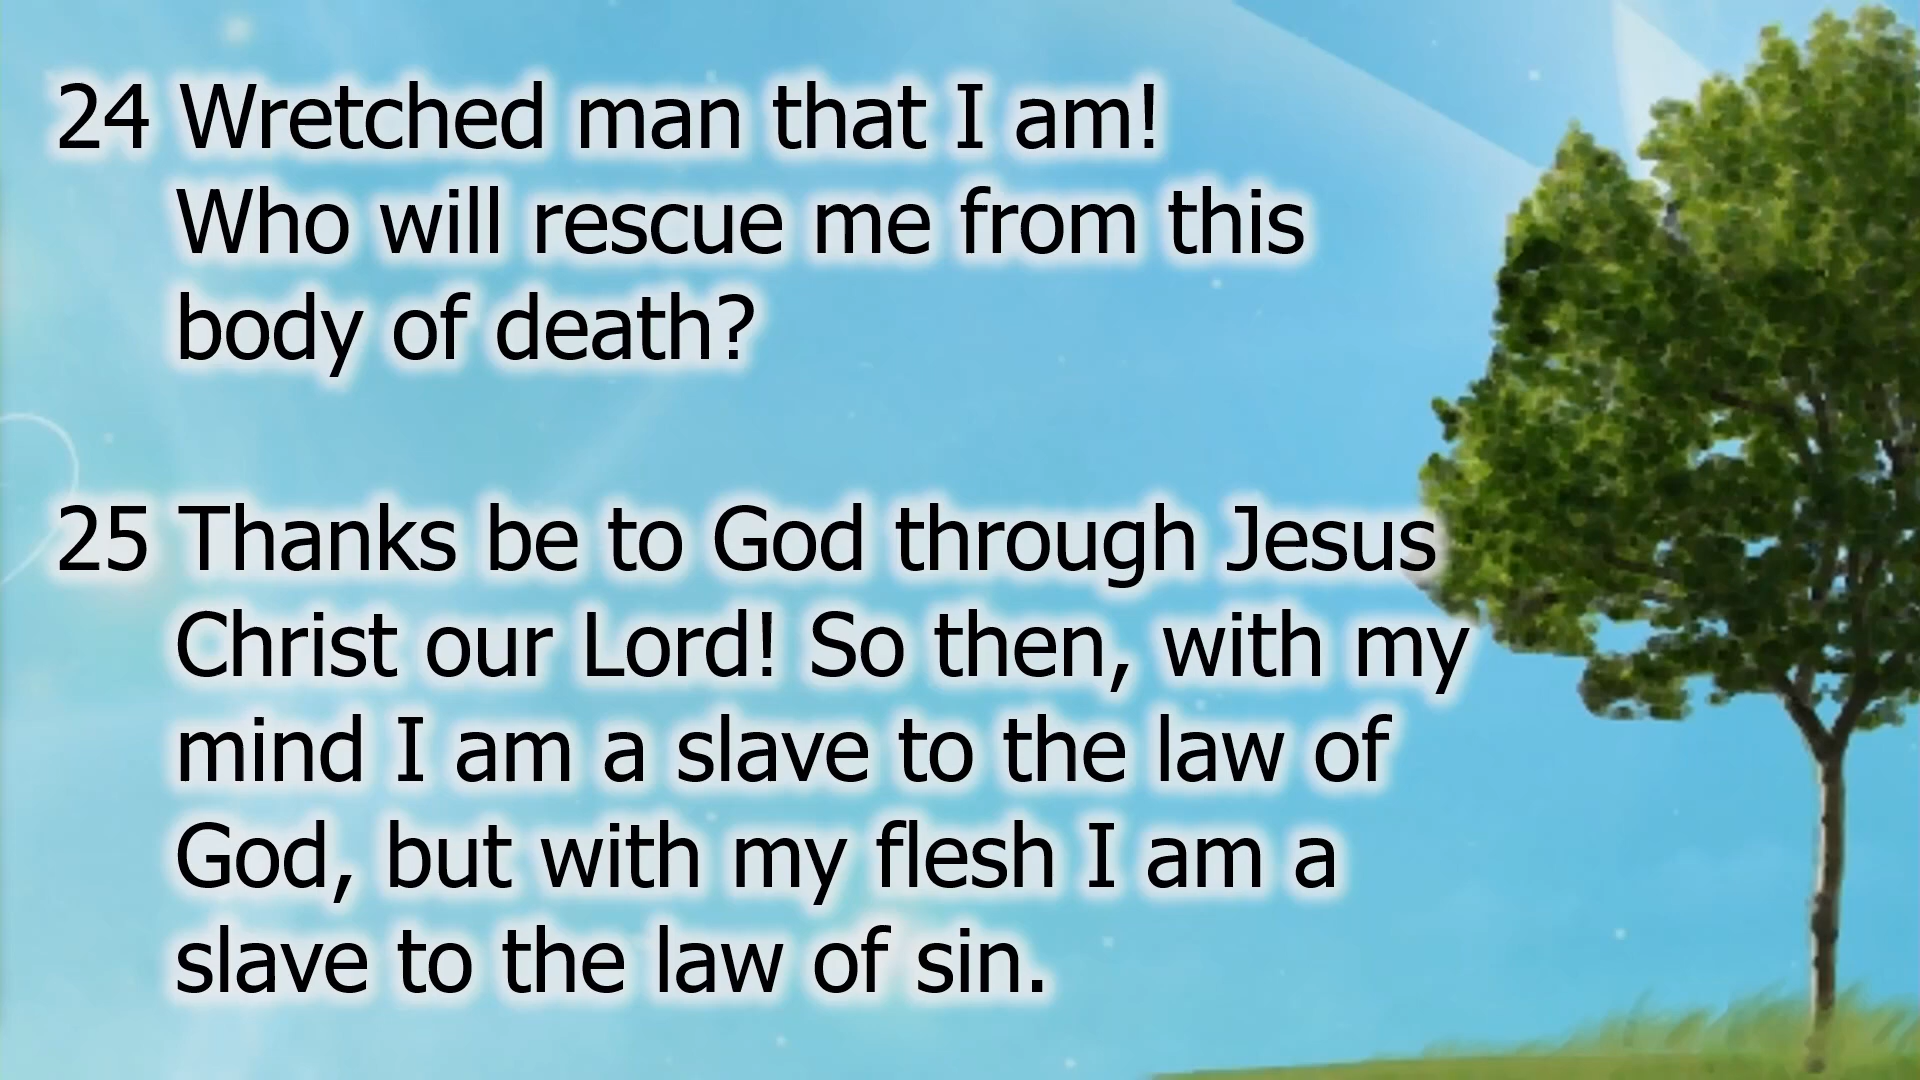 24 Wretched man that I am!
Who will rescue me from this
body of death?
25 Thanks be to God through Jesus
Christ our Lord! So then, with my
mind I am a slave to the law of
God, but with my flesh I am a
slave to the law of sin.